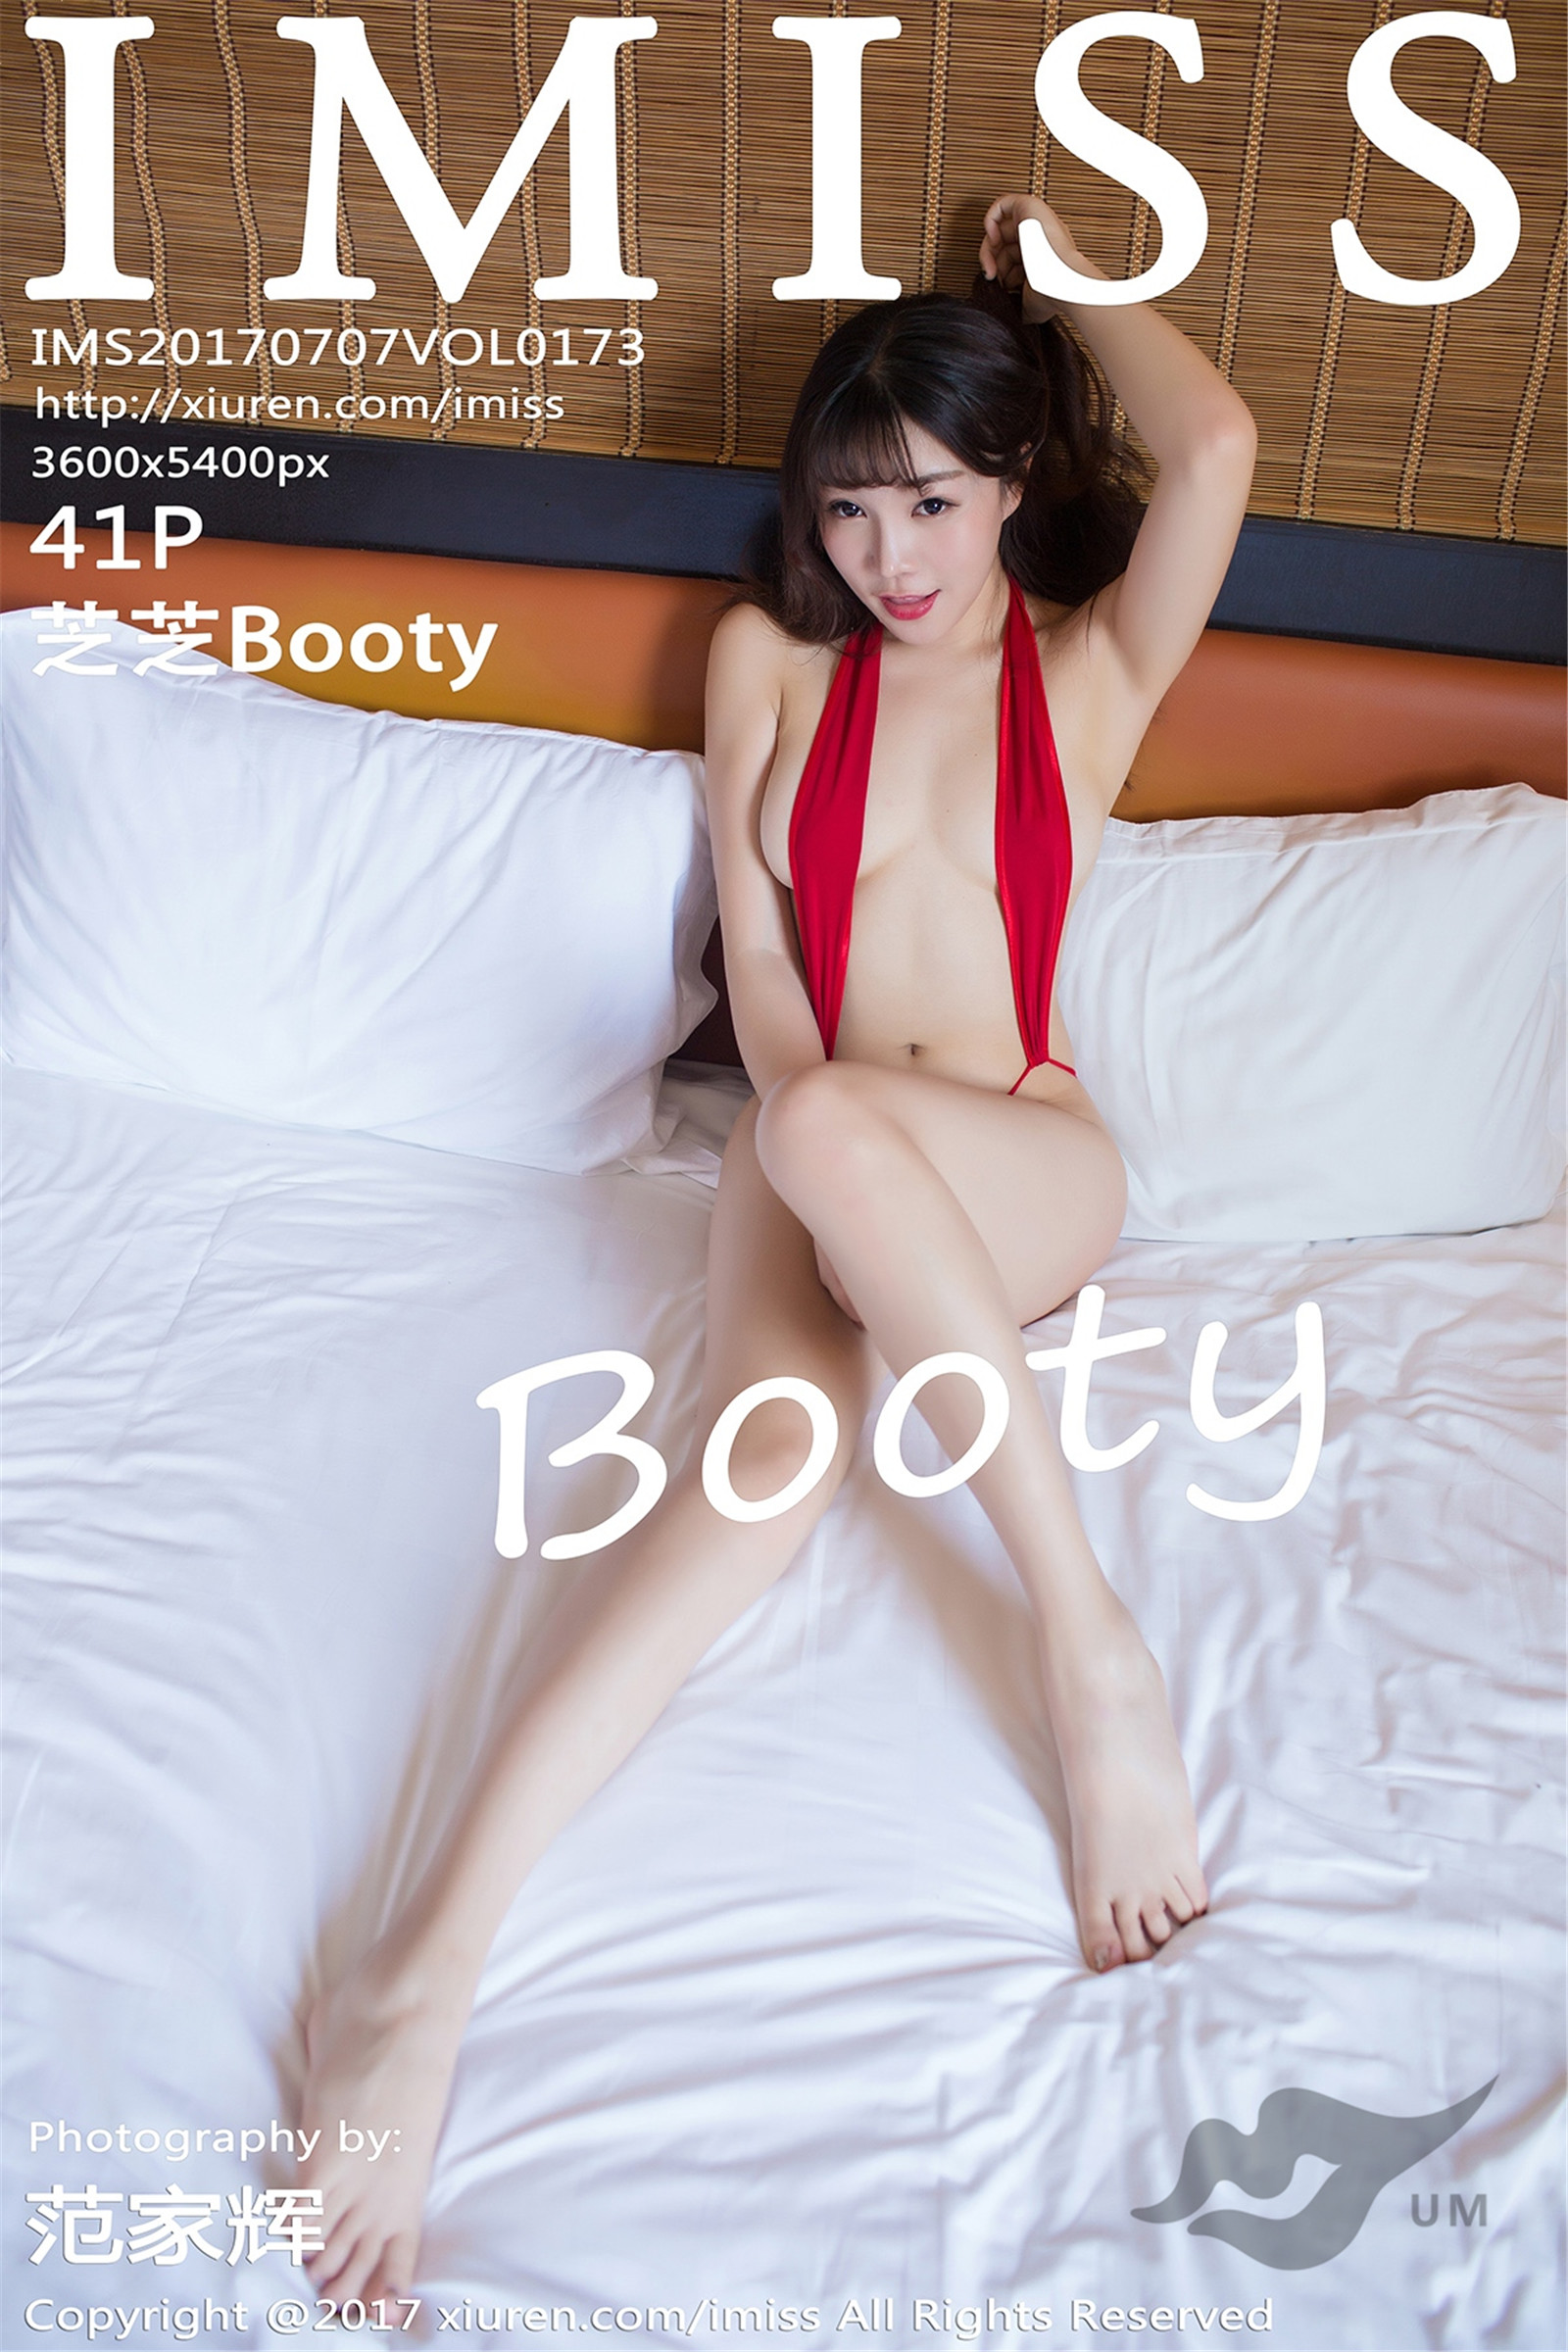 IMISS
IMS20170707VOL0173
http://xiuren.com/imiss
3600x5400px
41P
芝芝Booty
Booty
Photography by:
范家辉
UM
Copyright @2017 xiuren.com/imiss All Rights Reserved